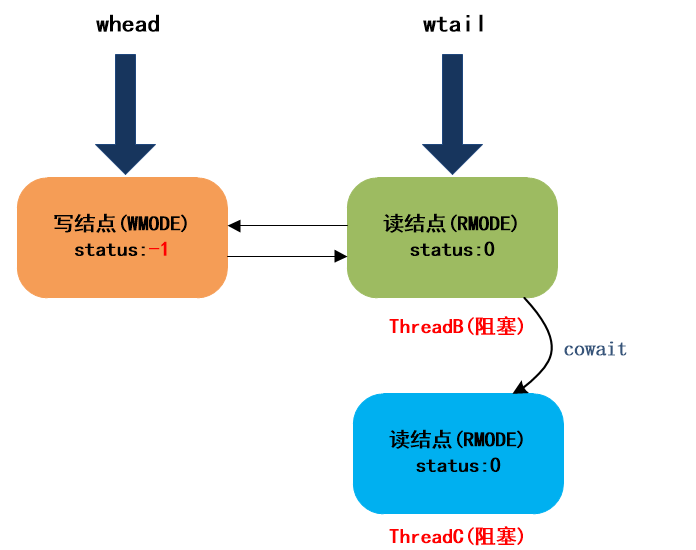 whead
wtail
写结点(WMODE)
status:-1
读结点(RMODE)
status:0
ThreadB(阻塞)
cowait
读结点(RMODE)
status:0
ThreadC(阻塞)